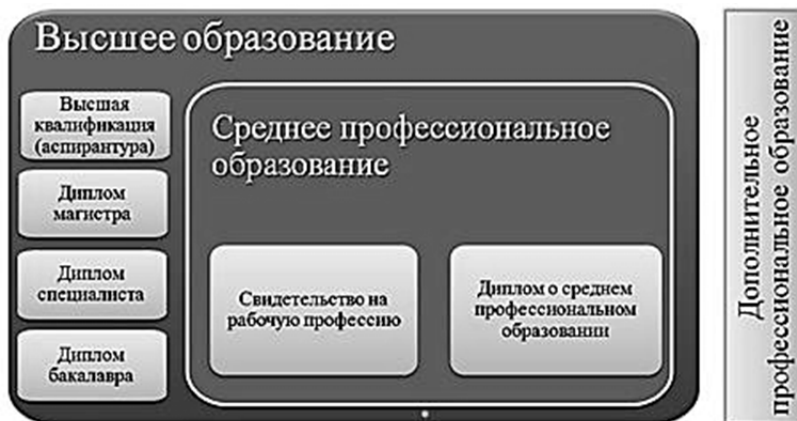 Высшее образование
Высшая
квалификация
(аспирантура)
Диплом
магистра
Диплом
специалиста
Диплом
бакалавра
Среднее профессиональное
образование
Свидетельство на
рабочую профессию
Диплом о среднем
профессиональном
образовании
Дополнительное
профессиональное образование